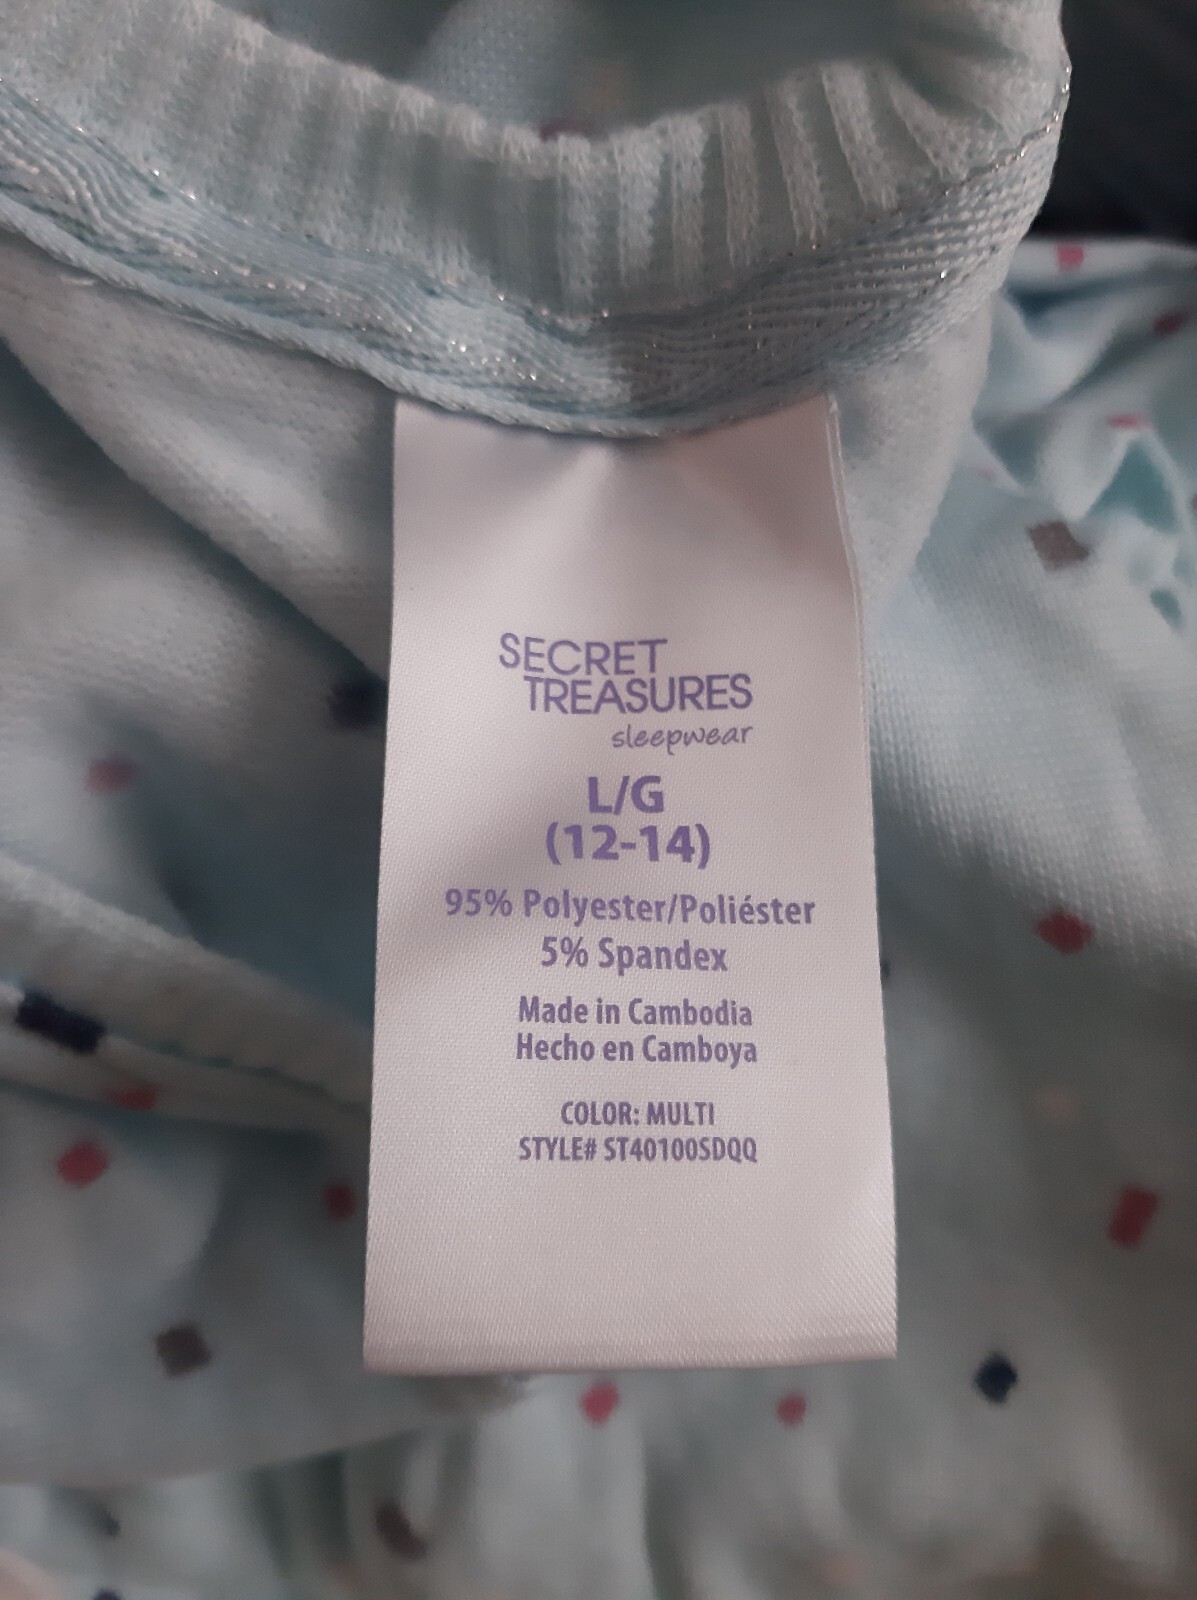 SECRET
TREASURES
sleepwear
L/G
(12-14)
95% Polyester/Poliéster
5% Spandex
Made in Cambodia
Hecho en Camboya
COLOR: MULTI
STYLE# ST40100SDQQ